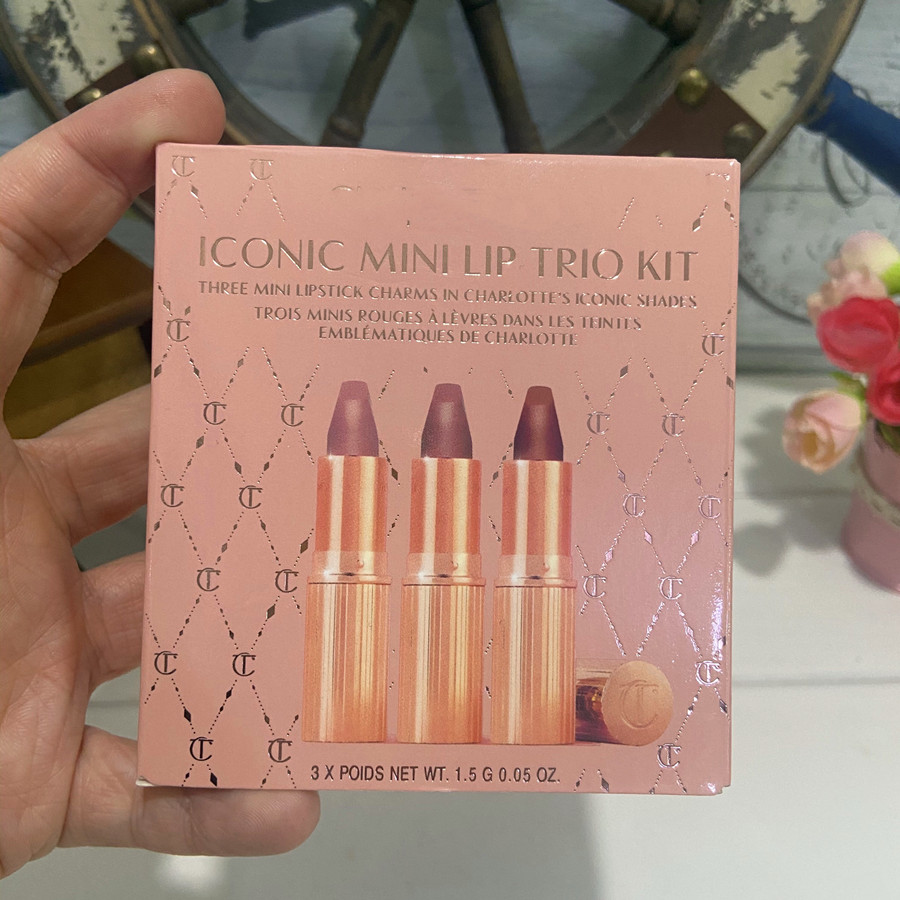 ICONIC MINI LIP TRIO KIT
THREE MINI LIPSTICK CHARMS IN CHARLOTTE'S ICONIC SHADES
TROIS MINIS ROUGES À LÈVRES DANS LES TEINTES
EMBLÉMATIQUES DE CHARLOTTE
3 X POIDS NET WT. 1.5 G 0.05 OZ.